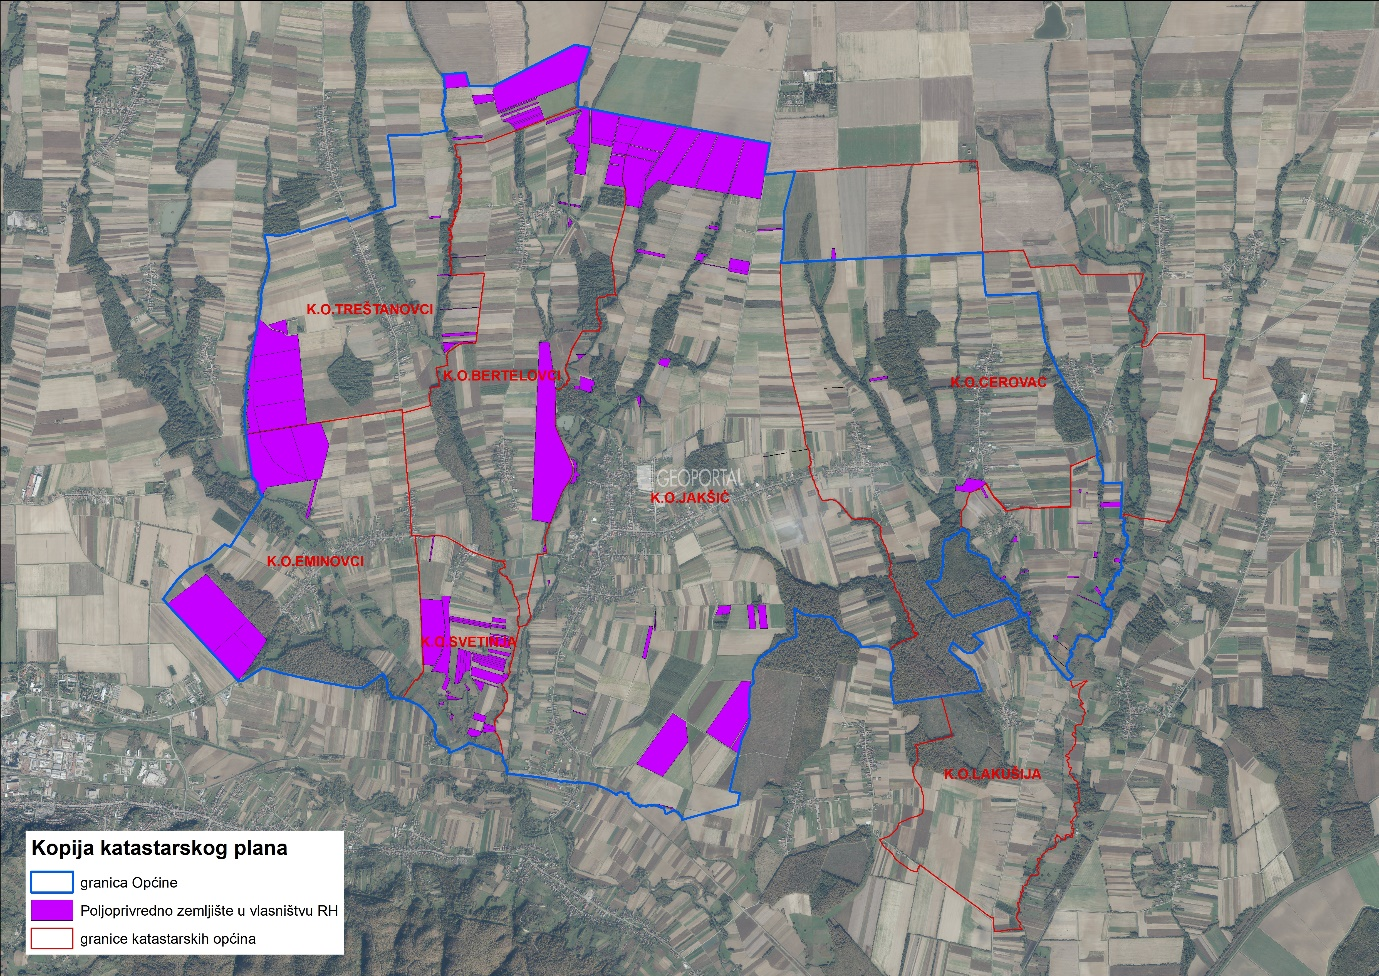 K.O.TREŠTANOVCI
K.O.BERTELOVCI
K.O.CEROVAC
GEOPORTAL
K.O.JAKŠIĆ
K.O.EMINOVCI
K.O.SVETINJA
K.O.LAKUŠIJA
Kopija katastarskog plana
granica Općine
Poljoprivredno zemljište u vlasništvu RH
granice katastarskih općina